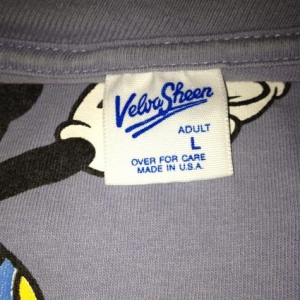 Velva Sheen
ADULT
L
OVER FOR CARE
MADE IN U.S.A.